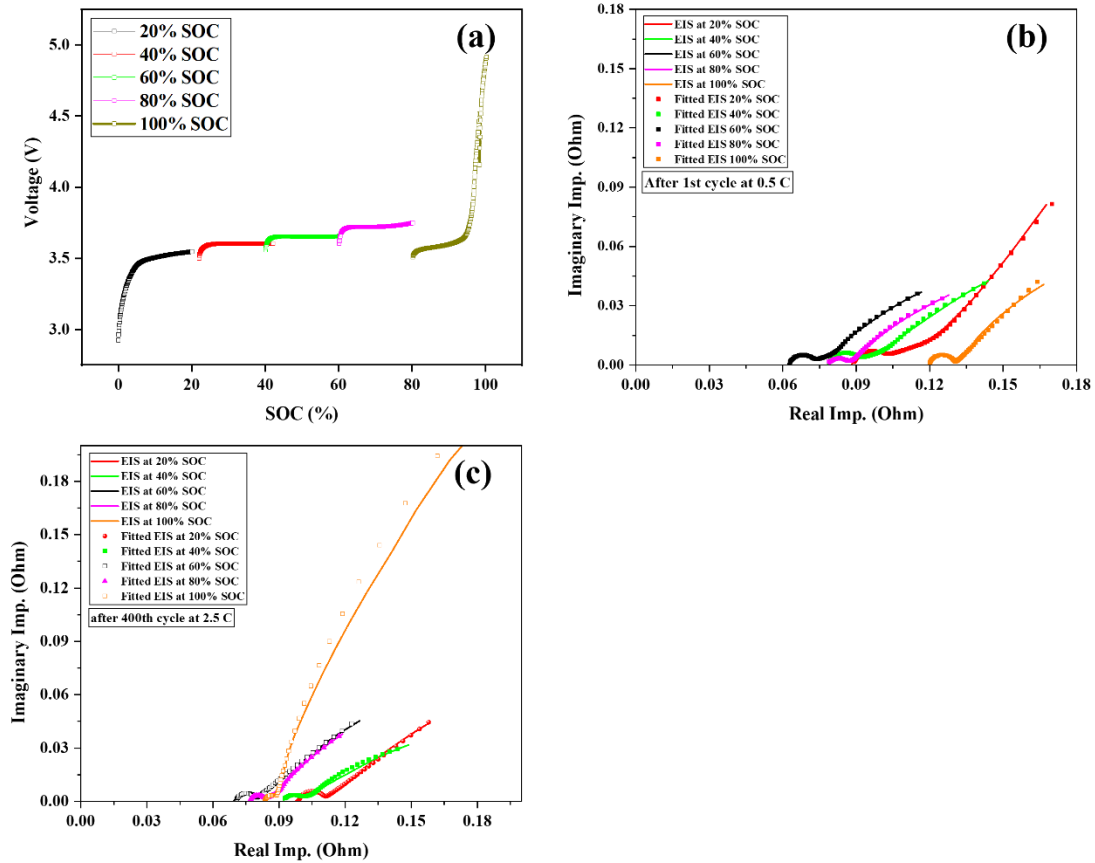 (a)
20% SOC
40% SOC
60% SOC
80% SOC
100% SOC
5.0
4.5
4.0
3.5
3.0
Voltage (V)
0
20
40
60
80
100
SOC (%)
(b)
EIS at 20% SOC
EIS at 40% SOC
EIS at 60% SOC
EIS at 80% SOC
EIS at 100% SOC
Fitted EIS 20% SOC
Fitted EIS 40% SOC
Fitted EIS 60% SOC
Fitted EIS 80% SOC
Fitted EIS 100% SOC
After 1st cycle at 0.5 C
0.18
0.15
0.12
0.09
0.06
0.03
0.00
Imaginary Imp. (Ohm)
0.00
0.03
0.06
0.09
0.12
0.15
0.18
Real Imp. (Ohm)
(c)
EIS at 20% SOC
EIS at 40% SOC
EIS at 60% SOC
EIS at 80% SOC
EIS at 100% SOC
Fitted EIS at 20% SOC
Fitted EIS at 40% SOC
Fitted EIS at 60% SOC
Fitted EIS at 80% SOC
Fitted EIS at 100% SOC
after 400th cycle at 2.5 C
0.18
0.15
0.12
0.09
0.06
0.03
0.00
Imaginary Imp. (Ohm)
0.00
0.03
0.06
0.09
0.12
0.15
0.18
Real Imp. (Ohm)